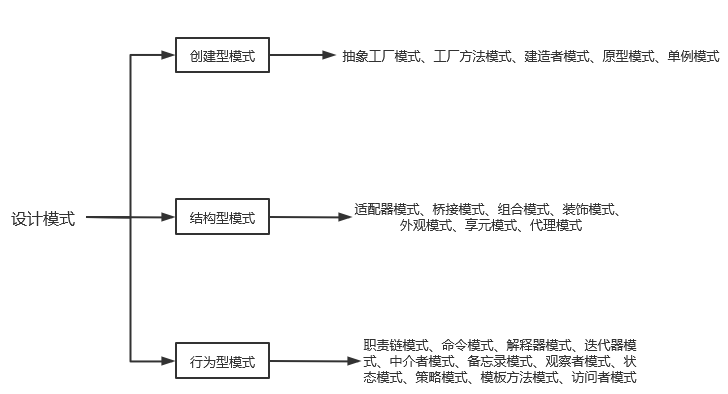 设计模式
创建型模式
抽象工厂模式、工厂方法模式、建造者模式、原型模式、单例模式
结构型模式
适配器模式、桥接模式、组合模式、装饰模式、
外观模式、享元模式、代理模式
行为型模式
职责链模式、命令模式、解释器模式、迭代器模
式、中介者模式、备忘录模式、观察者模式、状
态模式、策略模式、模板方法模式、访问者模式